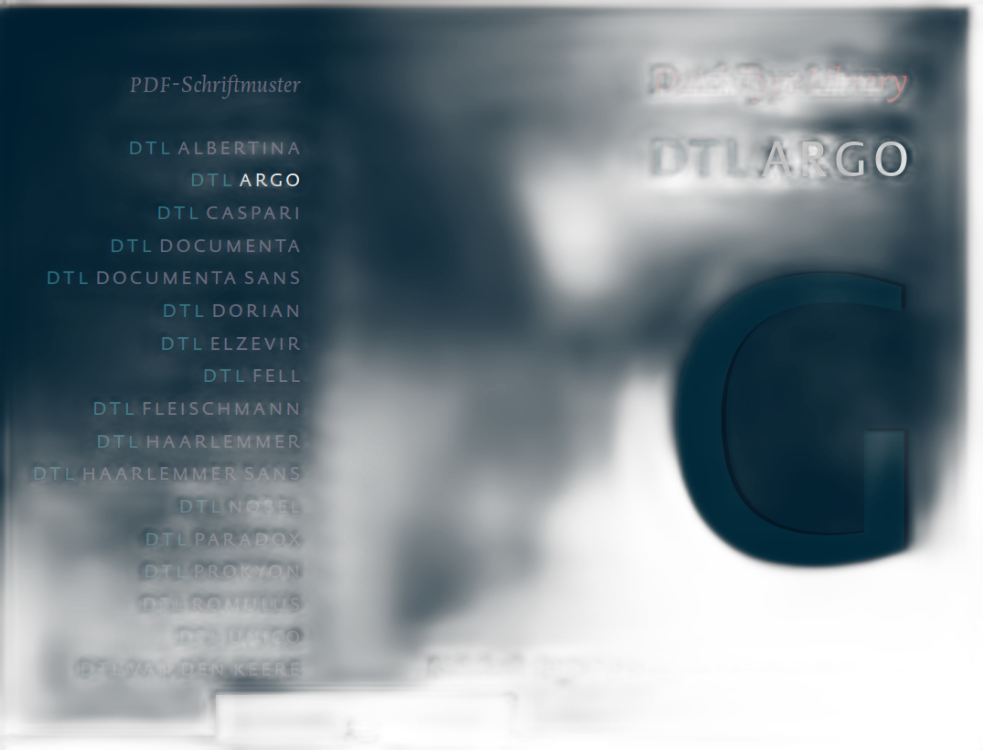 PDF-Schriftmuster
DTL ALBERTINA
DTL ARGO
DTL CASPARI
DTL DOCUMENTA
DTL DOCUMENTA SANS
DTL DORIAN
DTL ELZEVIR
DTL FELL
DTL FLEISCHMANN
DTL HAARLEMMER
DTL HAARLEMMER SANS
DTL NOBEL
DTL PARADOX
DTL PROKYON
DTL ROMULUS
DTL VAN DEN KEERE
Dutch Type Library
DTL ARGO
G